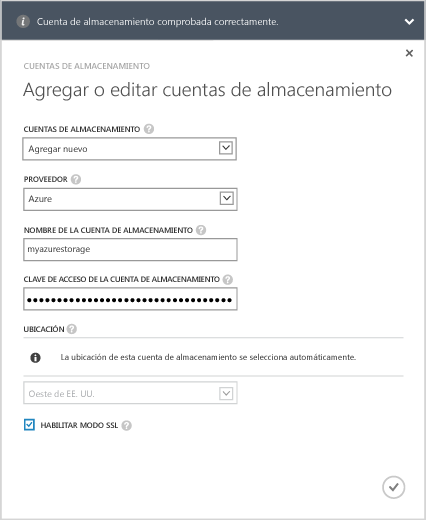 Cuenta de almacenamiento comprobada correctamente.
CUENTAS DE ALMACENAMIENTO
Agregar o editar cuentas de almacenamiento
CUENTAS DE ALMACENAMIENTO
Agregar nuevo
PROVEEDOR
Azure
NOMBRE DE LA CUENTA DE ALMACENAMIENTO
myazurestorage
CLAVE DE ACCESO DE LA CUENTA DE ALMACENAMIENTO
UBICACIÓN
La ubicación de esta cuenta de almacenamiento se selecciona automáticamente.
Oeste de EE. UU.
HABILITAR MODO SSL